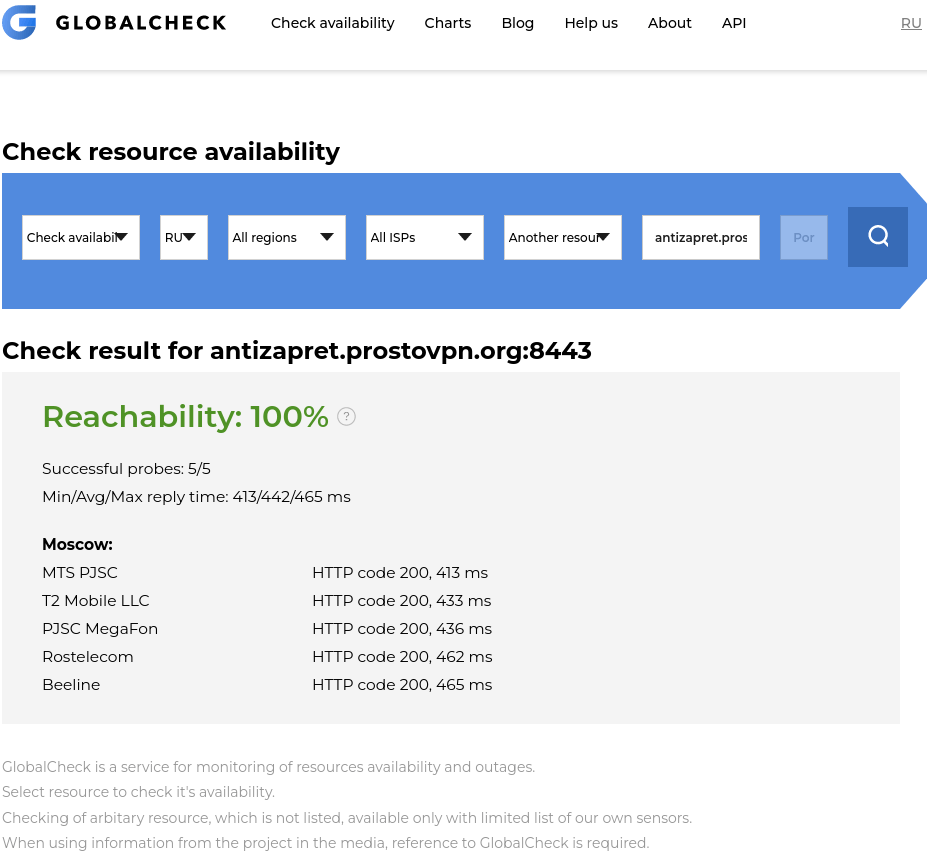 GLOBALCHECK Check availability Charts Blog Help us About API RU
Check resource availability
Check availabil RU All regions All ISPs Another resour antizapret.pros Por
Check result for antizapret.prostovpn.org:8443
Reachability: 100% ?
Successful probes: 5/5
Min/Avg/Max reply time: 413/442/465 ms
Moscow:
MTS PJSC HTTP code 200, 413 ms
T2 Mobile LLC HTTP code 200, 433 ms
PJSC MegaFon HTTP code 200, 436 ms
Rostelecom HTTP code 200, 462 ms
Beeline HTTP code 200, 465 ms
GlobalCheck is a service for monitoring of resources availability and outages.
Select resource to check it's availability.
Checking of arbitary resource, which is not listed, available only with limited list of our own sensors.
When using information from the project in the media, reference to GlobalCheck is required.